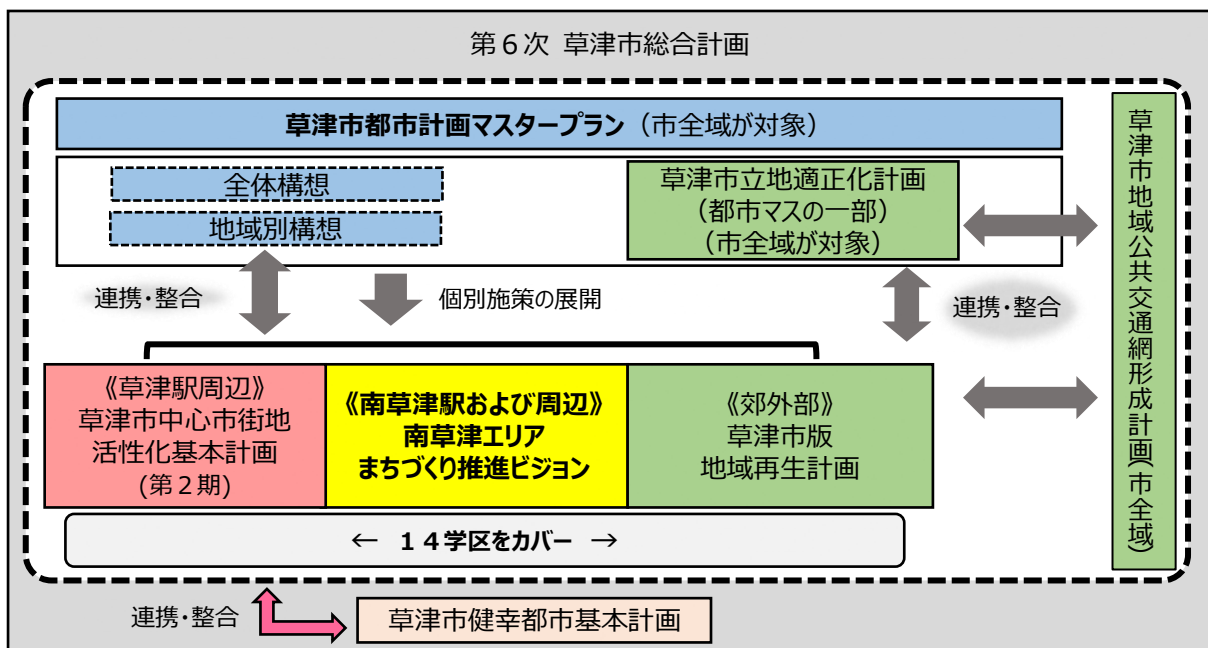 第６次 草津市総合計画
草津市都市計画マスタープラン（市全域が対象）
全体構想
地域別構想
草津市立地適正化計画
（都市マスの一部）
（市全域が対象）
草津市地域公共交通網形成計画（市全域）
連携・整合
個別施策の展開
連携・整合
《草津駅周辺》
草津市中心市街地
活性化基本計画
(第２期)
《南草津駅および周辺》
南草津エリア
まちづくり推進ビジョン
《郊外部》
草津市版
地域再生計画
← １４学区をカバー →
連携・整合
草津市健幸都市基本計画